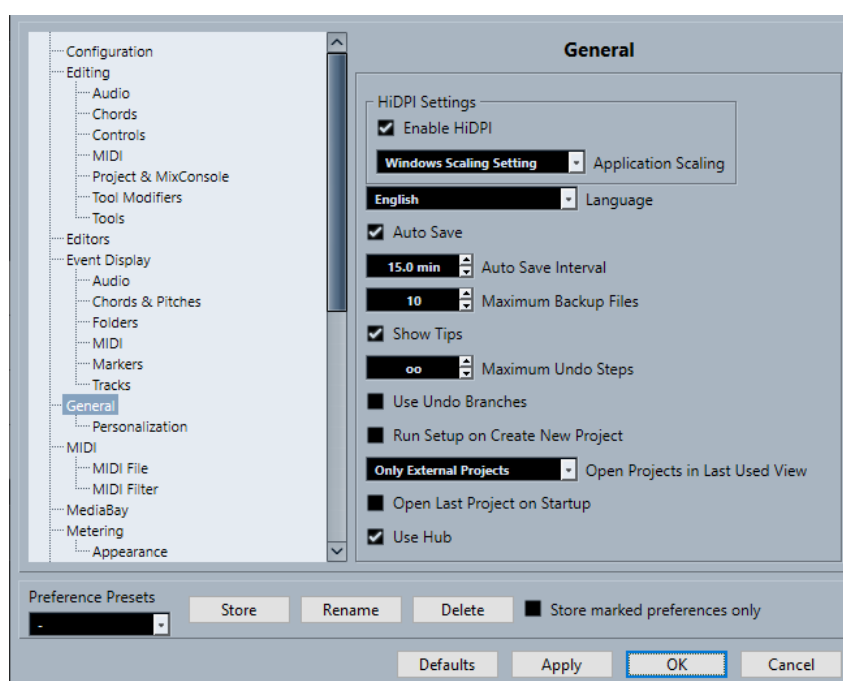 Configuration
Editing
Audio
Chords
Controls
MIDI
Project & MixConsole
Tool Modifiers
Tools
Editors
Event Display
Audio
Chords & Pitches
Folders
MIDI
Markers
Tracks
General
Personalization
MIDI
MIDI File
MIDI Filter
MediaBay
Metering
Appearance
General
HiDPI Settings
Enable HiDPI
Windows Scaling Setting Application Scaling
English Language
Auto Save
15.0 min Auto Save Interval
10 Maximum Backup Files
Show Tips
oo Maximum Undo Steps
Use Undo Branches
Run Setup on Create New Project
Only External Projects Open Projects in Last Used View
Open Last Project on Startup
Use Hub
Preference Presets
-
Store Rename Delete Store marked preferences only
Defaults Apply OK Cancel